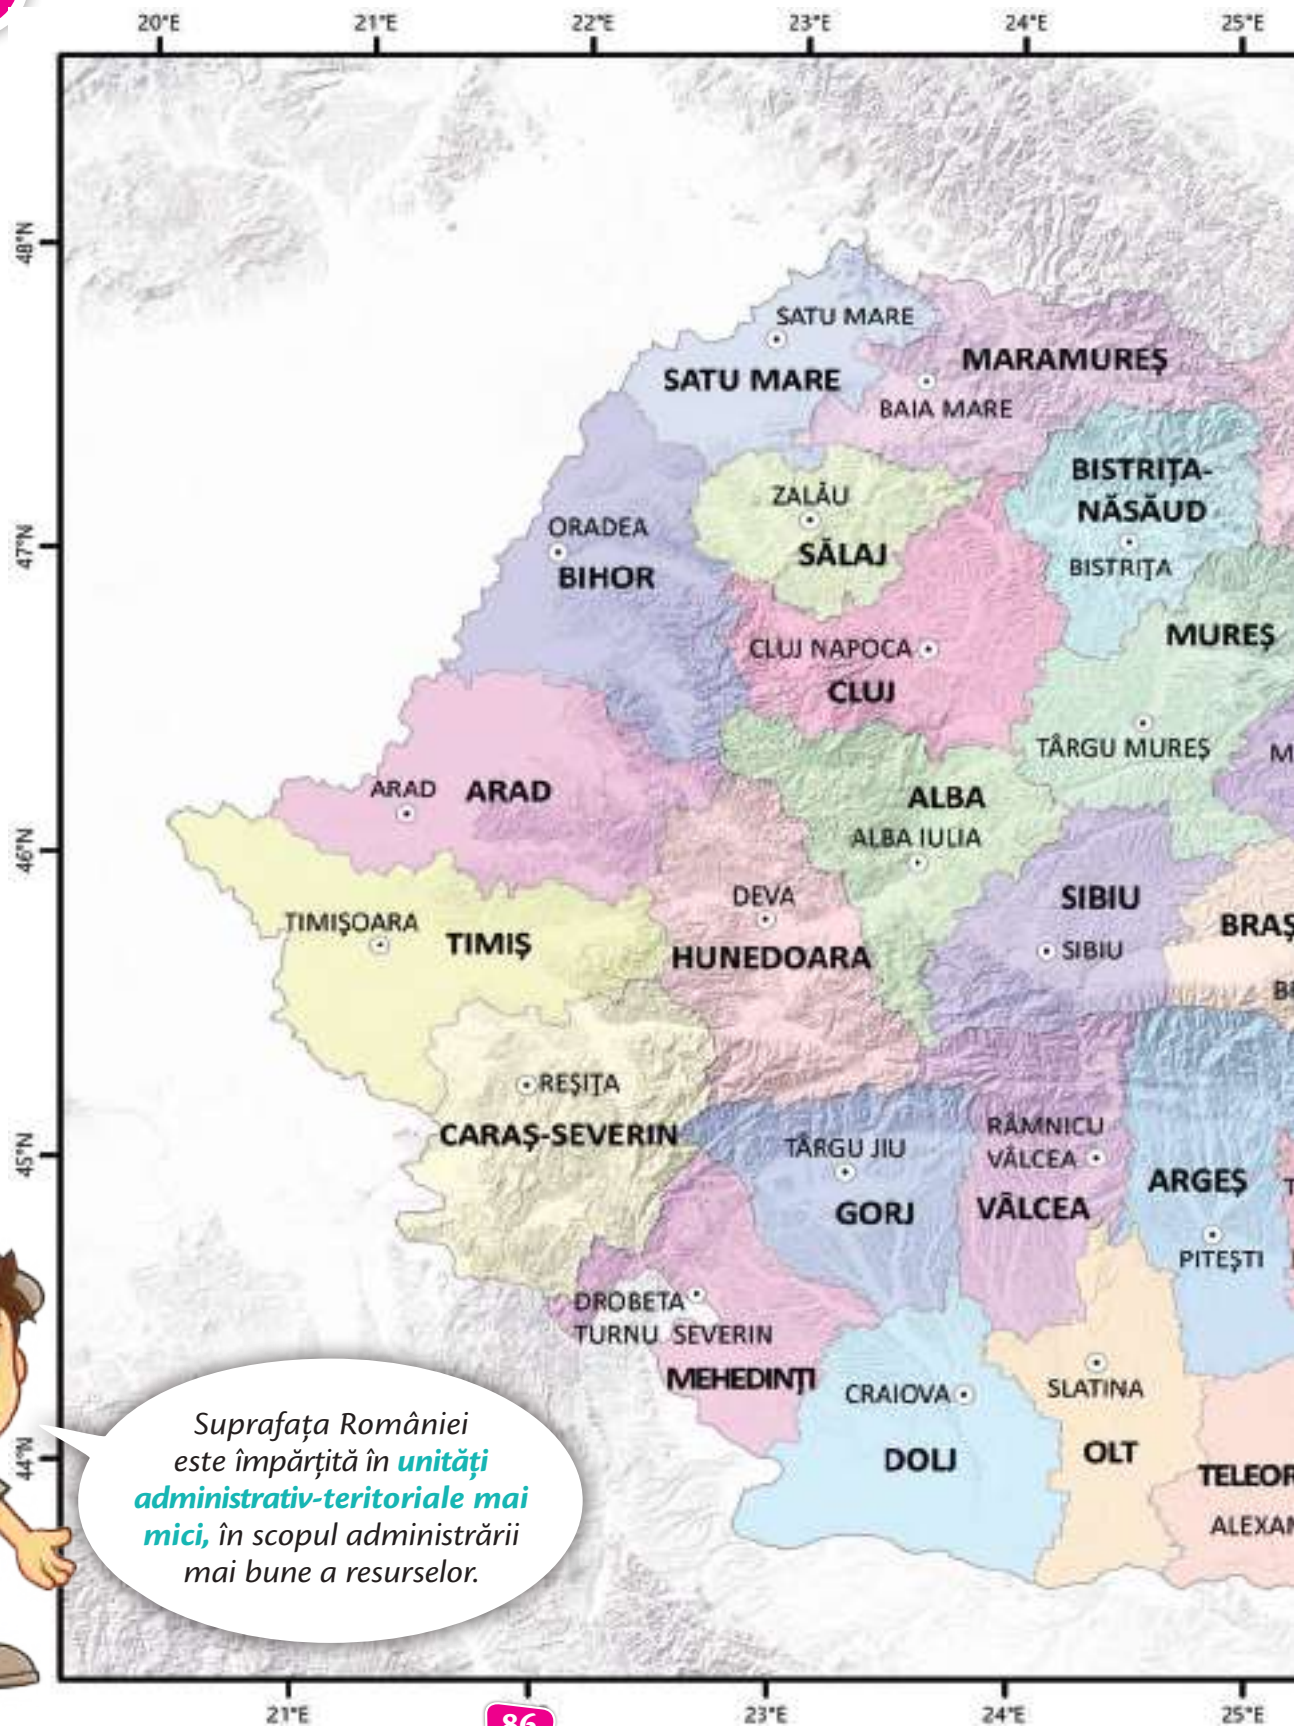 20°E 21°E 22°E 23°E 24°E 25°E
48°N
SATU MARE
SATU MARE
MARAMUREȘ
BAIA MARE
BISTRIȚA-
NĂSĂUD
BISTRIȚA
ZALĂU
SĂLAJ
47°N
ORADEA
BIHOR
CLUJ NAPOCA
CLUJ
MUREȘ
TÂRGU MUREȘ
M
ARAD
ARAD
ALBA
ALBA IULIA
46°N
DEVA
HUNEDOARA
SIBIU
SIBIU
BRAȘ
TIMIȘOARA
TIMIȘ
REȘIȚA
CARAȘ-SEVERIN
45°N
TÂRGU JIU
GORJ
RÂMNICU
VÂLCEA
VÂLCEA
ARGEȘ
PITEȘTI
T
DROBETA
TURNU SEVERIN
MEHEDINȚI
CRAIOVA
DOLJ
SLATINA
OLT
TELEOR
ALEXAN
44°N
Suprafața României
este împărțită în unități
administrativ-teritoriale mai
mici, în scopul administrării
mai bune a resurselor.
21°E 23°E 24°E 25°E
86